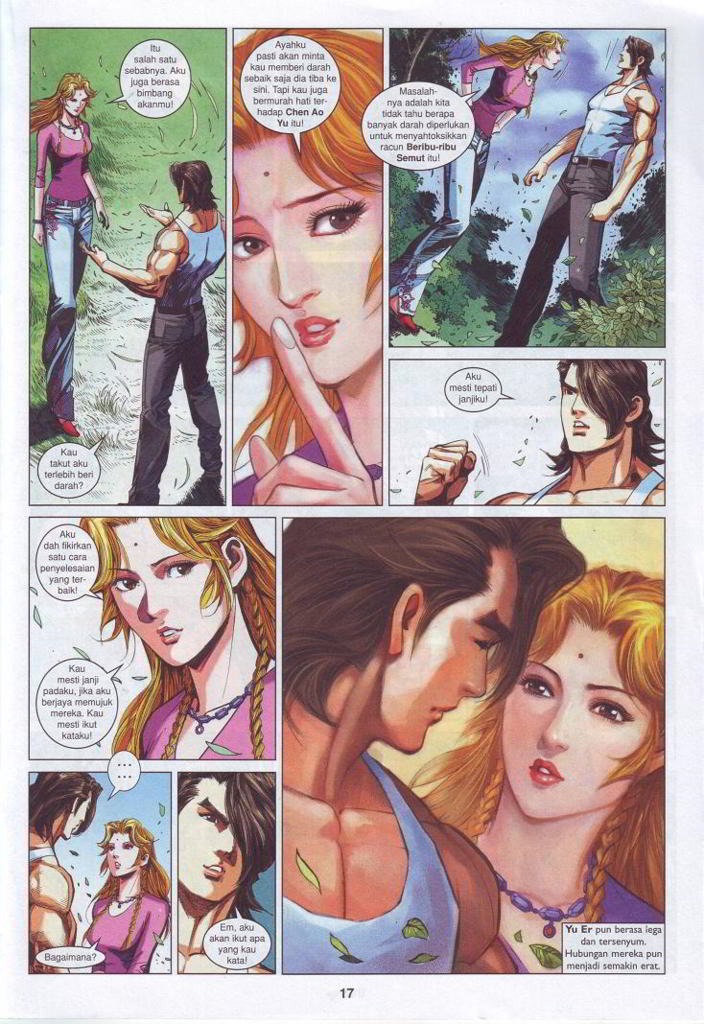 Itu
salah satu
sebabnya. Aku
juga berasa
bimbang
akanmu!
Kau
takut aku
terlebih beri
darah?
Ayahku
pasti akan minta
kau memberi darah
sebaik saja dia tiba ke
sini. Tapi kau juga
bermurah hati ter-
hadap Chen Ao
Yu itu!
Masalah-
nya adalah kita
tidak tahu berapa
banyak darah diperlukan
untuk menyahtoksikkan
racun Beribu-ribu
Semut itu!
Aku
mesti tepati
janjiku!
Aku
dah fikirkan
satu cara
penyelesaian
yang ter-
baik!
Kau
mesti janji
padaku, jika aku
berjaya memujuk
mereka. Kau
mesti ikut
kataku!
...
...
Bagaimana?
Em, aku
akan ikut apa
yang kau
kata!
Yu Er pun berasa lega
dan tersenyum.
Hubungan mereka pun
menjadi semakin erat.
17